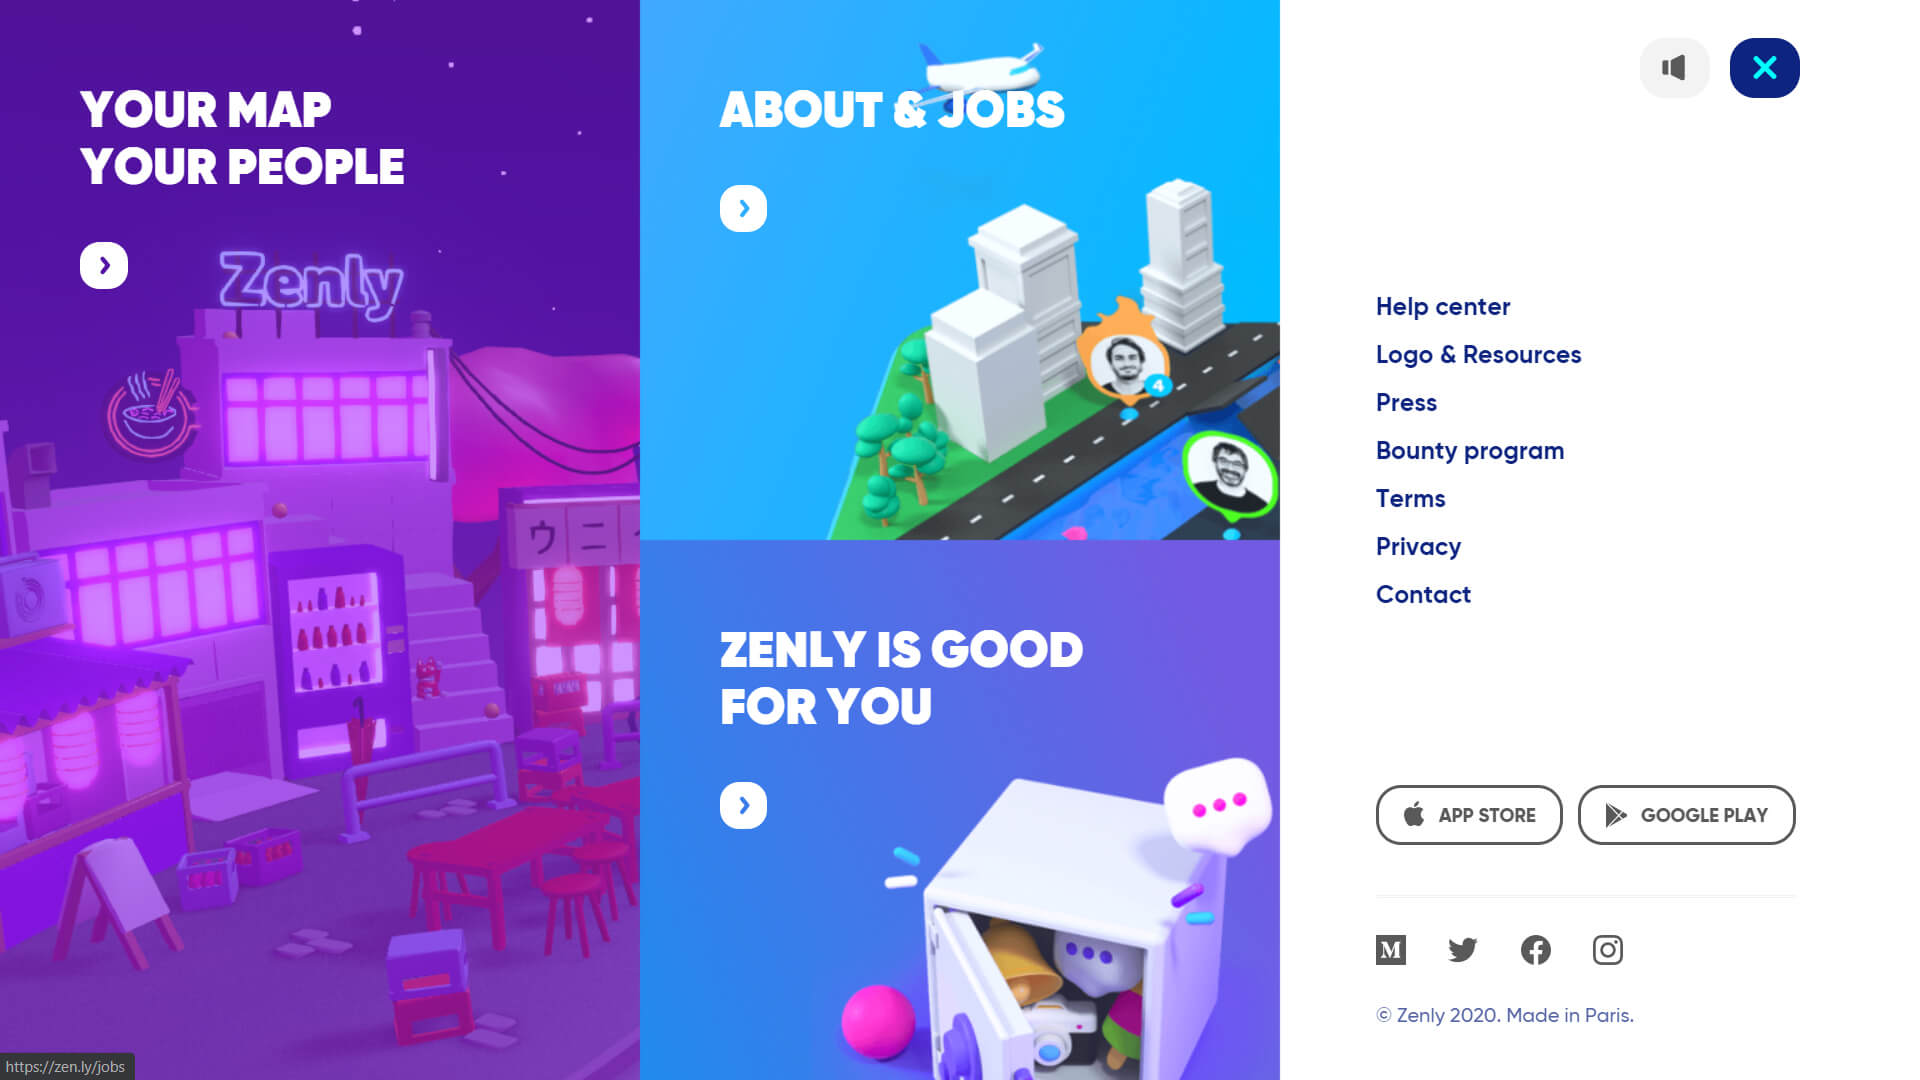 YOUR MAP
YOUR PEOPLE
Zenly
ウニ
ABOUT & JOBS
4
ZENLY IS GOOD
FOR YOU
Help center
Logo & Resources
Press
Bounty program
Terms
Privacy
Contact
APP STORE
GOOGLE PLAY
M
© Zenly 2020. Made in Paris.
https://zen.ly/jobs